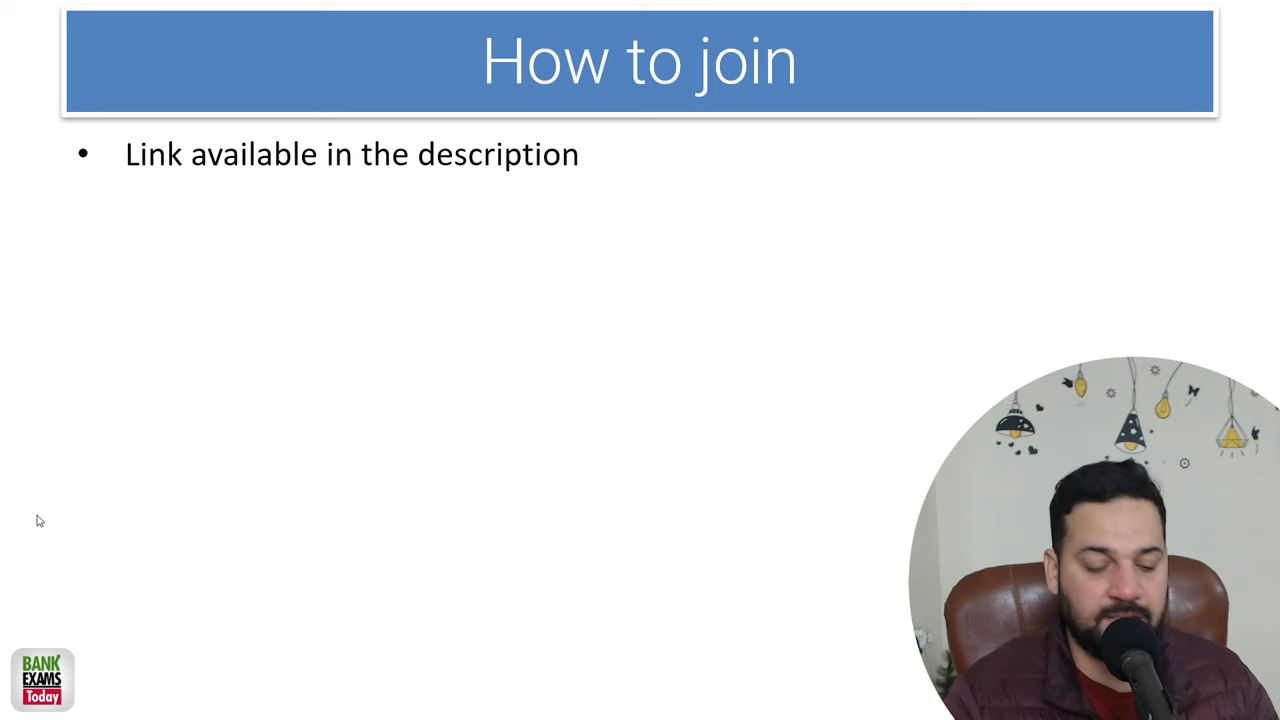 How to join
• Link available in the description
BANK
EXAMS
Today